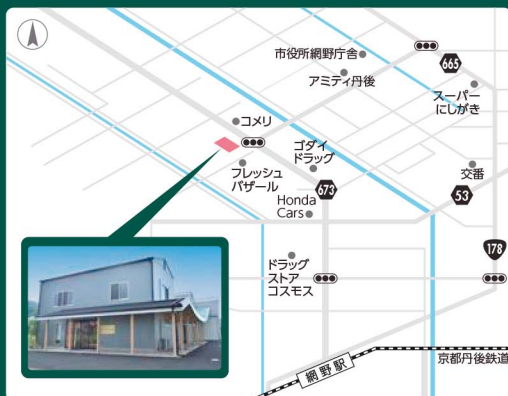 市役所網野庁舎
アミティ丹後
665
スーパー
にしがき
コメリ
ゴダイ
ドラッグ
フレッシュ
バザール
交番
673
53
Honda
Cars
178
ドラッグ
ストア
コスモス
京都丹後鉄道
網野駅